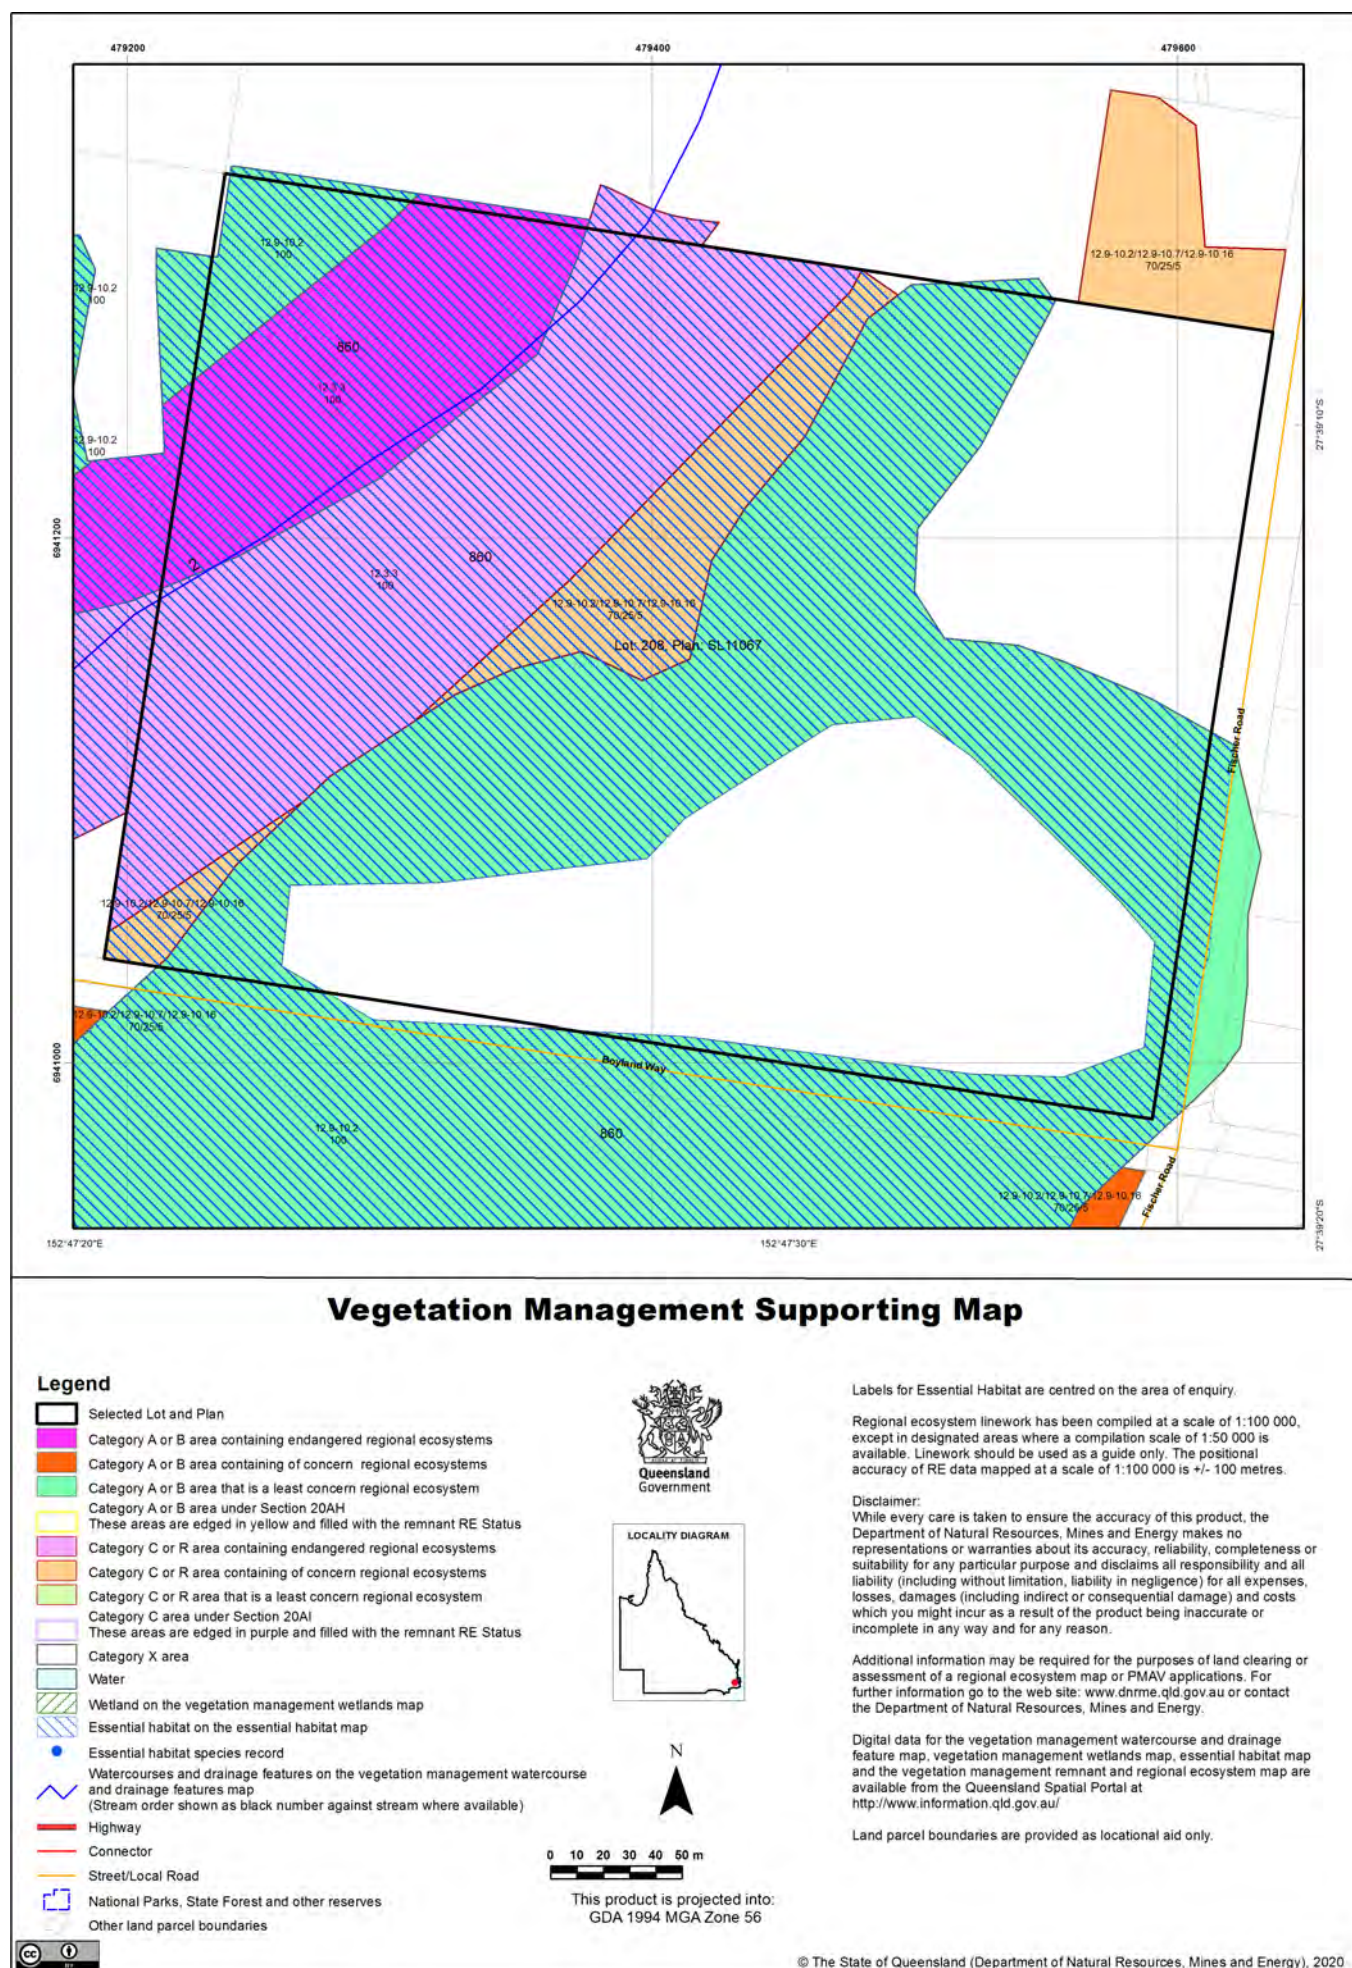 479200
479400
479600
12.9-10.2/12.9-10.7/12.9-10.16
70/25/5
12.9-10.2
100
12.9-10.2
100
860
12.3.3
100
27°39'10"S
12.9-10.2
100
6941200
2
860
12.3.3
100
12.9-10.2/12.9-10.7/12.9-10.16
70/25/5
Lot: 208, Plan: SL11067
Fischer Road
12.9-10.2/12.9-10.7/12.9-10.16
70/25/5
12.9-10.2/12.9-10.7/12.9-10.16
70/25/5
6941000
Boyland Way
12.9-10.2
100
860
12.9-10.2/12.9-10.7/12.9-10.16
70/25/5
Fischer Road
27°39'20"S
152°47'20"E
152°47'30"E
Vegetation Management Supporting Map
Legend
Selected Lot and Plan
Category A or B area containing endangered regional ecosystems
Category A or B area containing of concern regional ecosystems
Category A or B area that is a least concern regional ecosystem
Category A or B area under Section 20AH
These areas are edged in yellow and filled with the remnant RE Status
Category C or R area containing endangered regional ecosystems
Category C or R area containing of concern regional ecosystems
Category C or R area that is a least concern regional ecosystem
Category C area under Section 20AI
These areas are edged in purple and filled with the remnant RE Status
Category X area
Water
Wetland on the vegetation management wetlands map
Essential habitat on the essential habitat map
Essential habitat species record
Watercourses and drainage features on the vegetation management watercourse
and drainage features map
(Stream order shown as black number against stream where available)
Highway
Connector
Street/Local Road
National Parks, State Forest and other reserves
Other land parcel boundaries
cc
BY
Queensland
Government
LOCALITY DIAGRAM
N
0 10 20 30 40 50 m
This product is projected into:
GDA 1994 MGA Zone 56
Labels for Essential Habitat are centred on the area of enquiry.
Regional ecosystem linework has been compiled at a scale of 1:100 000,
except in designated areas where a compilation scale of 1:50 000 is
available. Linework should be used as a guide only. The positional
accuracy of RE data mapped at a scale of 1:100 000 is +/- 100 metres.
Disclaimer:
While every care is taken to ensure the accuracy of this product, the
Department of Natural Resources, Mines and Energy makes no
representations or warranties about its accuracy, reliability, completeness or
suitability for any particular purpose and disclaims all responsibility and all
liability (including without limitation, liability in negligence) for all expenses,
losses, damages (including indirect or consequential damage) and costs
which you might incur as a result of the product being inaccurate or
incomplete in any way and for any reason.
Additional information may be required for the purposes of land clearing or
assessment of a regional ecosystem map or PMAV applications. For
further information go to the web site: www.dnrme.qld.gov.au or contact
the Department of Natural Resources, Mines and Energy.
Digital data for the vegetation management watercourse and drainage
feature map, vegetation management wetlands map, essential habitat map
and the vegetation management remnant and regional ecosystem map are
available from the Queensland Spatial Portal at
http://www.information.qld.gov.au/
Land parcel boundaries are provided as locational aid only.
© The State of Queensland (Department of Natural Resources, Mines and Energy), 2020